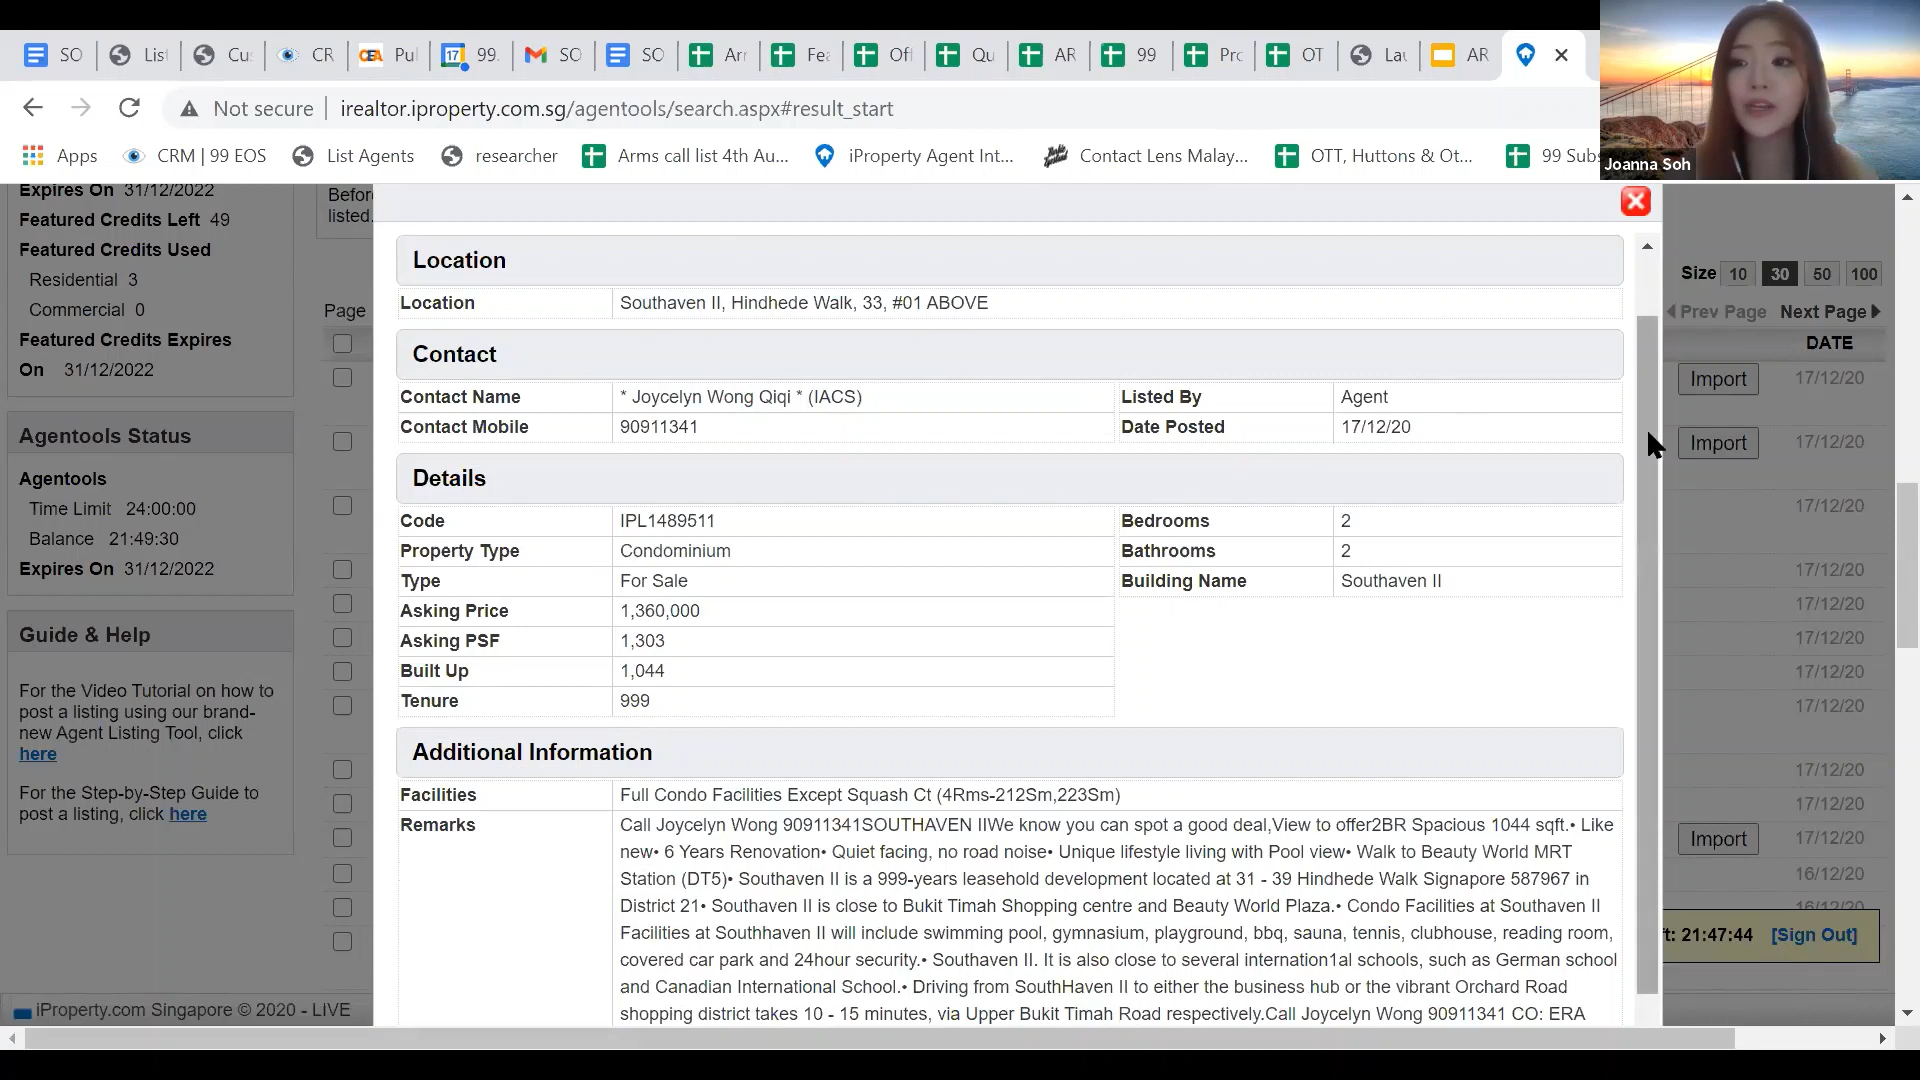 SO
List
Cus
CR
Pul
99.
SO
SO
Arr
Fea
Off
Qu
AR
99
Pro
OT
Lau
AR
Not secure
irealtor.iproperty.com.sg/agentools/search.aspx#result_start
Apps
CRM | 99 EOS
List Agents
researcher
Arms call list 4th Au...
iProperty Agent Int...
Contact Lens Malay...
OTT, Huttons & Ot...
99 Subs
Joanna Soh
Expires On 31/12/2022
Featured Credits Left 49
Featured Credits Used
Residential 3
Commercial 0
Featured Credits Expires
On 31/12/2022
Agentools Status
Agentools
Time Limit 24:00:00
Balance 21:49:30
Expires On 31/12/2022
Guide & Help
For the Video Tutorial on how to
post a listing using our brand-
new Agent Listing Tool, click
here
For the Step-by-Step Guide to
post a listing, click here
iProperty.com Singapore © 2020 - LIVE
Befor
listed.
Page
Location
Location Southaven II, Hindhede Walk, 33, #01 ABOVE
Contact
Contact Name * Joycelyn Wong Qiqi * (IACS) Listed By Agent
Contact Mobile 90911341 Date Posted 17/12/20
Details
Code IPL1489511 Bedrooms 2
Property Type Condominium Bathrooms 2
Type For Sale Building Name Southaven II
Asking Price 1,360,000
Asking PSF 1,303
Built Up 1,044
Tenure 999
Additional Information
Facilities Full Condo Facilities Except Squash Ct (4Rms-212Sm,223Sm)
Remarks Call Joycelyn Wong 90911341SOUTHAVEN IIWe know you can spot a good deal,View to offer2BR Spacious 1044 sqft.• Like
new• 6 Years Renovation• Quiet facing, no road noise• Unique lifestyle living with Pool view• Walk to Beauty World MRT
Station (DT5)• Southaven II is a 999-years leasehold development located at 31 - 39 Hindhede Walk Signapore 587967 in
District 21• Southaven II is close to Bukit Timah Shopping centre and Beauty World Plaza.• Condo Facilities at Southaven II
Facilities at Southhaven II will include swimming pool, gymnasium, playground, bbq, sauna, tennis, clubhouse, reading room,
covered car park and 24hour security.• Southaven II. It is also close to several internation1al schools, such as German school
and Canadian International School.• Driving from SouthHaven II to either the business hub or the vibrant Orchard Road
shopping district takes 10 - 15 minutes, via Upper Bukit Timah Road respectively.Call Joycelyn Wong 90911341 CO: ERA
Size 10 30 50 100
Prev Page Next Page
DATE
Import 17/12/20
Import 17/12/20
17/12/20
17/12/20
17/12/20
17/12/20
17/12/20
17/12/20
17/12/20
17/12/20
Import 17/12/20
16/12/20
16/12/20
ft: 21:47:44 [Sign Out]